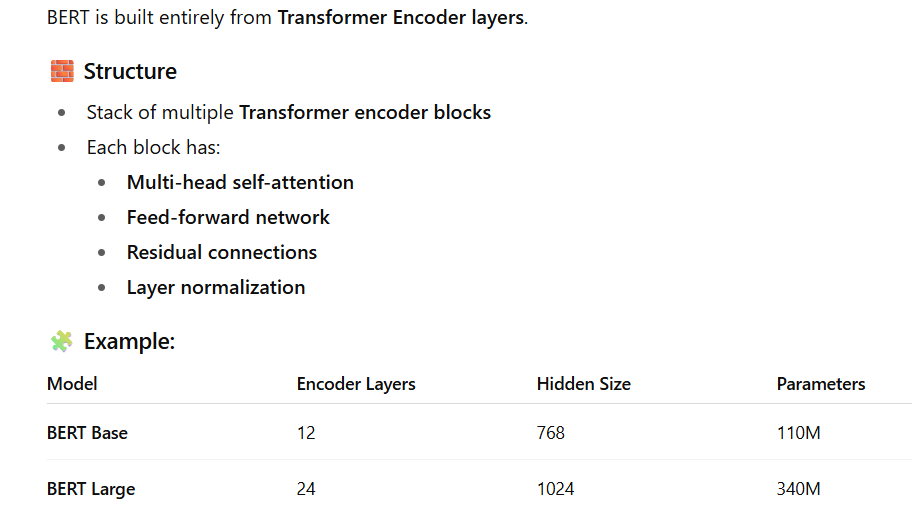 BERT is built entirely from Transformer Encoder layers.
🧱 Structure
• Stack of multiple Transformer encoder blocks
• Each block has:
• Multi-head self-attention
• Feed-forward network
• Residual connections
• Layer normalization
🧩 Example:
Model Encoder Layers Hidden Size Parameters
BERT Base 12 768 110M
BERT Large 24 1024 340M